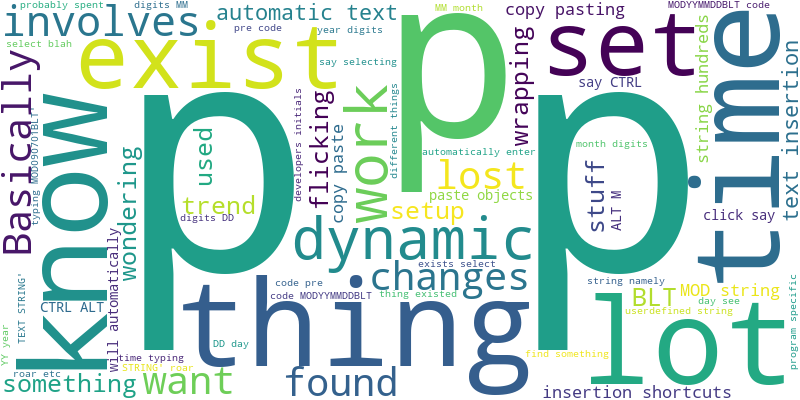 probably spent
digits MM
involves
automatic text
copy pasting
MODYYMMDDBLT code
select blah
pre code
year digits
MM month
exist
p
set
time
say selecting
say CTRL
Basically
typing MOD090701BLT
know
p
developers initials
flicking
work
different things
wrapping
p
string hundreds
text insertion
wondering
used
copy paste
automatically enter
month digits
lost
stuff
ALT M
trend
digits DD
setup
paste objects
click say
dynamic
changes
exists select
string namely
program specific
will automatically
TEXT STRING'
CTRL ALT
code pre
code MODYYMMDDBLT
thing existed
BLT
MOD string
day see
userdefined string
thing
lot
YY year
DD day
time typing
STRING' roar
find something
roar etc
something
want
found
insertion shortcuts